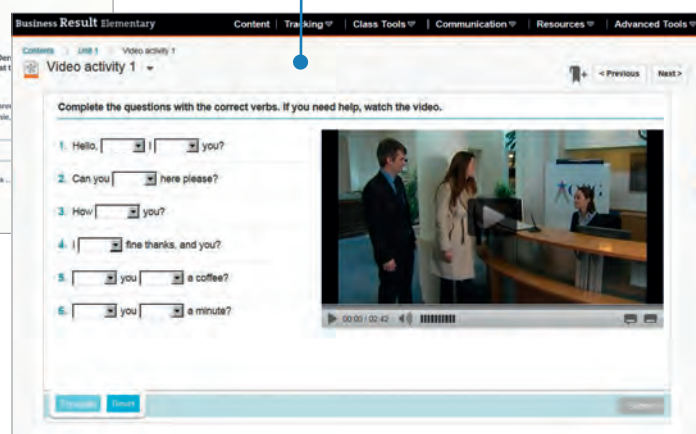 Business Result Elementary
Content | Tracking | Class Tools | Communication | Resources | Advanced Tools
Contents Unit 1 Video activity 1
Video activity 1
< Previous Next >
Complete the questions with the correct verbs. If you need help, watch the video.
1. Hello, I you?
2. Can you here please?
3. How you?
4. I fine thanks, and you?
5. you a coffee?
6. you a minute?
00:00 / 02:42
Reset